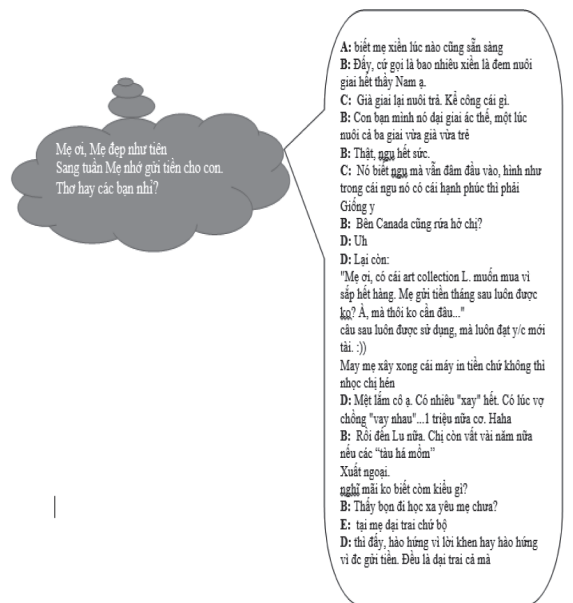 Mẹ ơi, Mẹ đẹp như tiên
Sang tuần Mẹ nhớ gửi tiền cho con.
Thơ hay các bạn nhỉ?
A: biết mẹ xiền lúc nào cũng sẵn sàng
B: Đấy, cứ gọi là bao nhiêu xiền là đem nuôi
giai hết thầy Nam ạ.
C: Già giai lại nuôi trả. Kể công cái gì.
B: Con bạn mình nó dại giai ác thế, một lúc
nuôi cả ba giai vừa già vừa trẻ
B: Thật, ngu hết sức.
C: Nó biết ngu mà vẫn đâm đầu vào, hình như
trong cái ngu nó có cái hạnh phúc thì phải
Giống y
B: Bên Canada cũng rứa hở chị?
D: Uh
D: Lại còn:
"Mẹ ơi, có cái art collection L. muốn mua vì
sắp hết hàng. Mẹ gửi tiền tháng sau luôn được
ko? À, mà thôi ko cần đâu..."
câu sau luôn được sử dụng, mà luôn đạt y/c mới
tài. :))
May mẹ xây xong cái máy in tiền chứ không thì
nhọc chị hén
D: Mệt lắm cô ạ. Có nhiêu "xay" hết. Có lúc vợ
chồng "vay nhau"...1 triệu nữa cơ. Haha
B: Rồi đến Lu nữa. Chị còn vất vài năm nữa
nếu các “tàu há mồm”
Xuất ngoại.
nghĩ mãi ko biết còm kiểu gì?
B: Thấy bọn đi học xa yêu mẹ chưa?
E: tại mẹ dại trai chứ bộ
D: thì đấy, hào hứng vì lời khen hay hào hứng
vì đc gửi tiền. Đều là dại trai cả mà